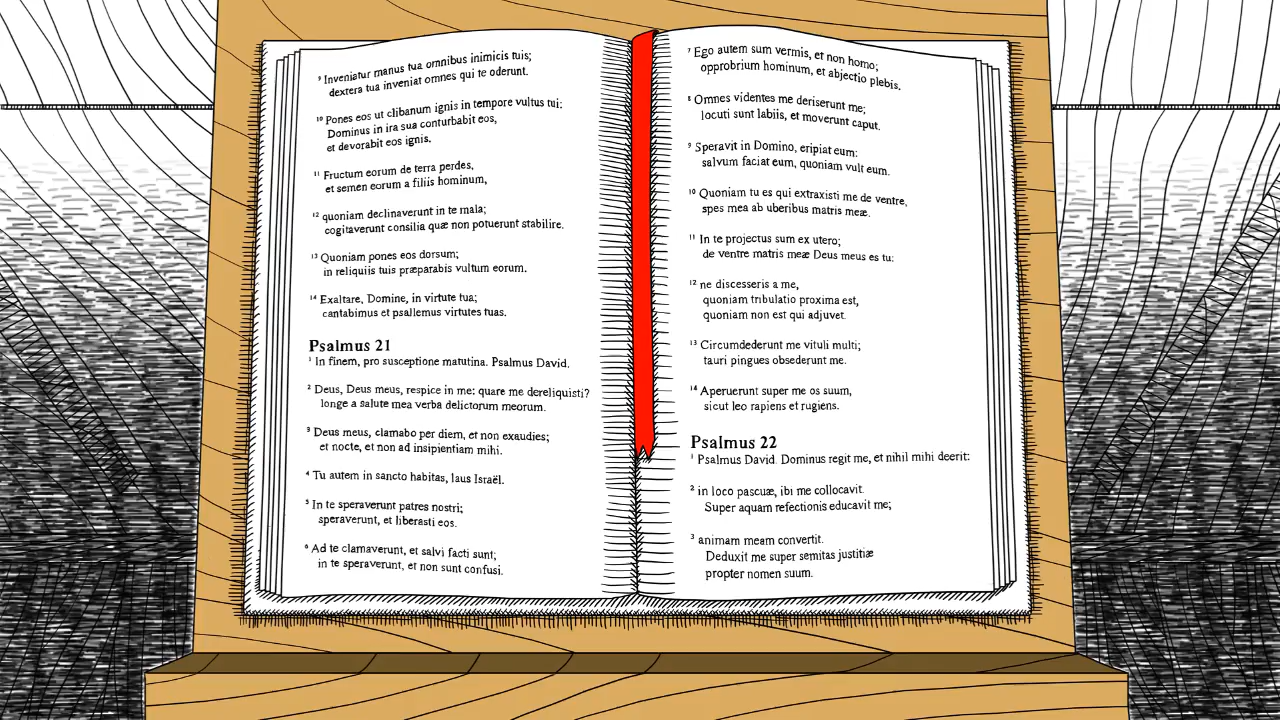 9 Inveniatur manus tua omnibus inimicis tuis;
dextera tua inveniat omnes qui te oderunt.
10 Pones eos ut clibanum ignis in tempore vultus tui:
Dominus in ira sua conturbabit eos,
et devorabit eos ignis.
11 Fructum eorum de terra perdes,
et semen eorum a filiis hominum,
12 quoniam declinaverunt in te mala;
cogitaverunt consilia quæ non potuerunt stabilire.
13 Quoniam pones eos dorsum;
in reliquiis tuis præparabis vultum eorum.
14 Exaltare, Domine, in virtute tua;
cantabimus et psallemus virtutes tuas.
Psalmus 21
1 In finem, pro susceptione matutina. Psalmus David.
2 Deus, Deus meus, respice in me: quare me dereliquisti?
longe a salute mea verba delictorum meorum.
3 Deus meus, clamabo per diem, et non exaudies;
et nocte, et non ad insipientiam mihi.
4 Tu autem in sancto habitas, laus Israël.
5 In te speraverunt patres nostri;
speraverunt, et liberasti eos.
6 Ad te clamaverunt, et salvi facti sunt;
in te speraverunt, et non sunt confusi.
7 Ego autem sum vermis, et non homo;
opprobrium hominum, et abjectio plebis.
8 Omnes videntes me deriserunt me;
locuti sunt labiis, et moverunt caput.
9 Speravit in Domino, eripiat eum:
salvum faciat eum, quoniam vult eum.
10 Quoniam tu es qui extraxisti me de ventre,
spes mea ab uberibus matris meæ.
11 In te projectus sum ex utero;
de ventre matris meæ Deus meus es tu:
12 ne discesseris a me,
quoniam tribulatio proxima est,
quoniam non est qui adjuvet.
13 Circumdederunt me vituli multi;
tauri pingues obsederunt me.
14 Aperuerunt super me os suum,
sicut leo rapiens et rugiens.
Psalmus 22
1 Psalmus David. Dominus regit me, et nihil mihi deerit:
2 in loco pascuæ, ibi me collocavit.
Super aquam refectionis educavit me;
3 animam meam convertit.
Deduxit me super semitas justitiæ
propter nomen suum.